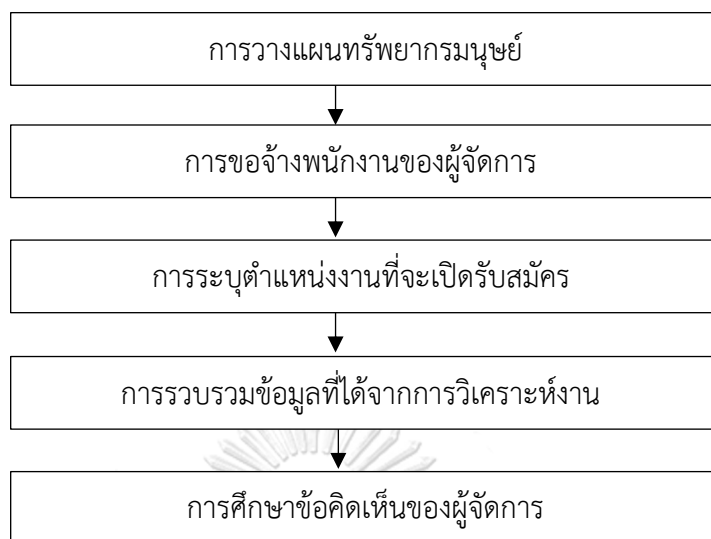 การวางแผนทรัพยากรมนุษย์
การขอจ้างพนักงานของผู้จัดการ
การระบุตำแหน่งงานที่จะเปิดรับสมัคร
การรวบรวมข้อมูลที่ได้จากการวิเคราะห์งาน
การศึกษาข้อคิดเห็นของผู้จัดการ